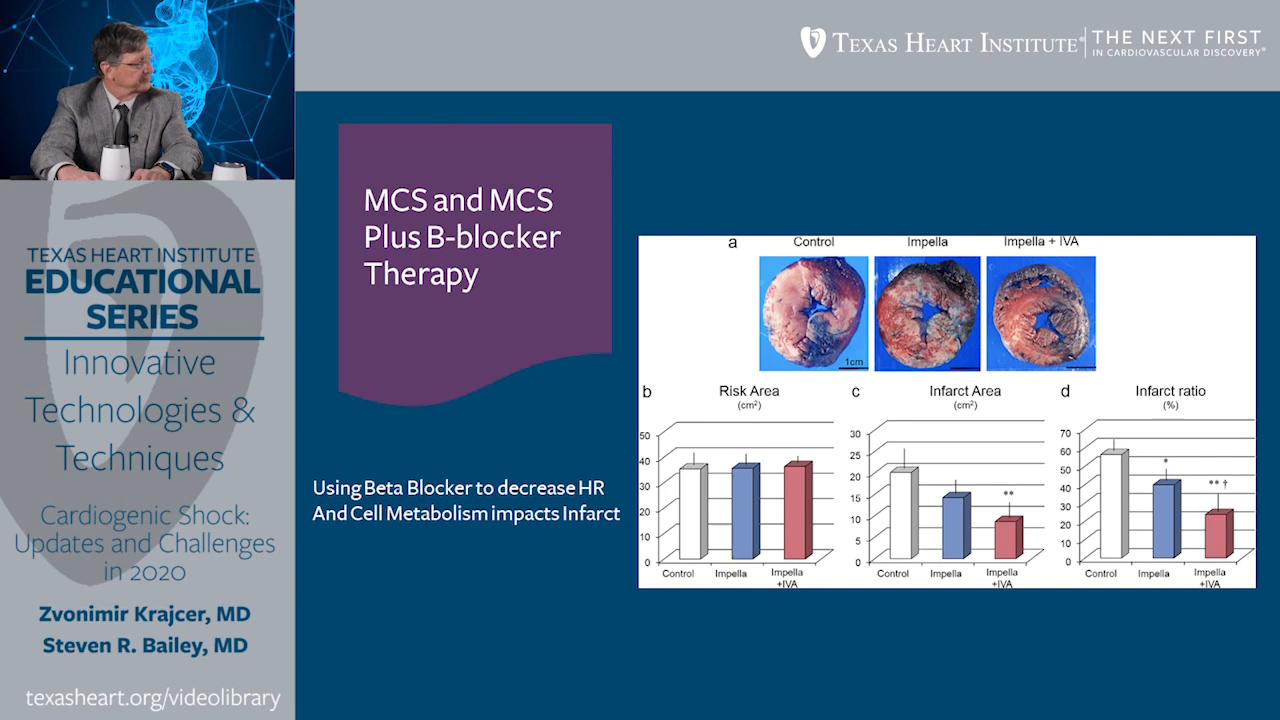 TEXAS HEART INSTITUTE®
THE NEXT FIRST
IN CARDIOVASCULAR DISCOVERY®
TEXAS HEART INSTITUTE
EDUCATIONAL
SERIES
Innovative
Technologies &
Techniques
Cardiogenic Shock:
Updates and Challenges
in 2020
Zvonimir Krajcer, MD
Steven R. Bailey, MD
texasheart.org/videolibrary
MCS and MCS
Plus B-blocker
Therapy
Using Beta Blocker to decrease HR
And Cell Metabolism impacts Infarct
a
Control
Impella
Impella + IVA
1cm
b
Risk Area
(cm²)
50
40
30
20
10
0
Control
Impella
Impella
+IVA
c
Infarct Area
(cm²)
30
25
20
15
10
5
0
**
Control
Impella
Impella
+IVA
d
Infarct ratio
(%)
70
60
50
40
30
20
10
0
*
** †
Control
Impella
Impella
+IVA